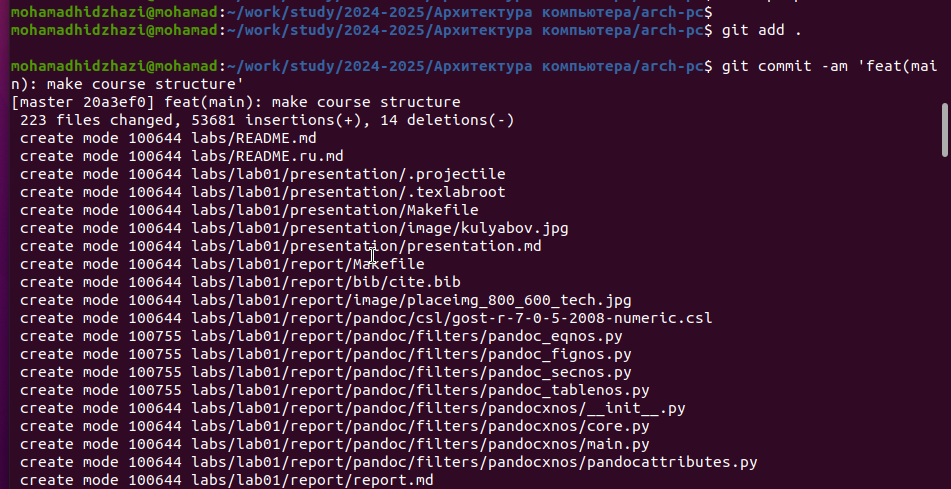 mohamadhidzhazi@mohamad:~/work/study/2024-2025/Архитектура компьютера/arch-pc$
mohamadhidzhazi@mohamad:~/work/study/2024-2025/Архитектура компьютера/arch-pc$ git add .
mohamadhidzhazi@mohamad:~/work/study/2024-2025/Архитектура компьютера/arch-pc$ git commit -am 'feat(mai
n): make course structure'
[master 20a3ef0] feat(main): make course structure
 223 files changed, 53681 insertions(+), 14 deletions(-)
 create mode 100644 labs/README.md
 create mode 100644 labs/README.ru.md
 create mode 100644 labs/lab01/presentation/.projectile
 create mode 100644 labs/lab01/presentation/.texlabroot
 create mode 100644 labs/lab01/presentation/Makefile
 create mode 100644 labs/lab01/presentation/image/kulyabov.jpg
 create mode 100644 labs/lab01/presentation/presentation.md
 create mode 100644 labs/lab01/report/Makefile
 create mode 100644 labs/lab01/report/bib/cite.bib
 create mode 100644 labs/lab01/report/image/placeimg_800_600_tech.jpg
 create mode 100644 labs/lab01/report/pandoc/csl/gost-r-7-0-5-2008-numeric.csl
 create mode 100755 labs/lab01/report/pandoc/filters/pandoc_eqnos.py
 create mode 100755 labs/lab01/report/pandoc/filters/pandoc_fignos.py
 create mode 100755 labs/lab01/report/pandoc/filters/pandoc_secnos.py
 create mode 100755 labs/lab01/report/pandoc/filters/pandoc_tablenos.py
 create mode 100644 labs/lab01/report/pandoc/filters/pandocxnos/__init__.py
 create mode 100644 labs/lab01/report/pandoc/filters/pandocxnos/core.py
 create mode 100644 labs/lab01/report/pandoc/filters/pandocxnos/main.py
 create mode 100644 labs/lab01/report/pandoc/filters/pandocxnos/pandocattributes.py
 create mode 100644 labs/lab01/report/report.md